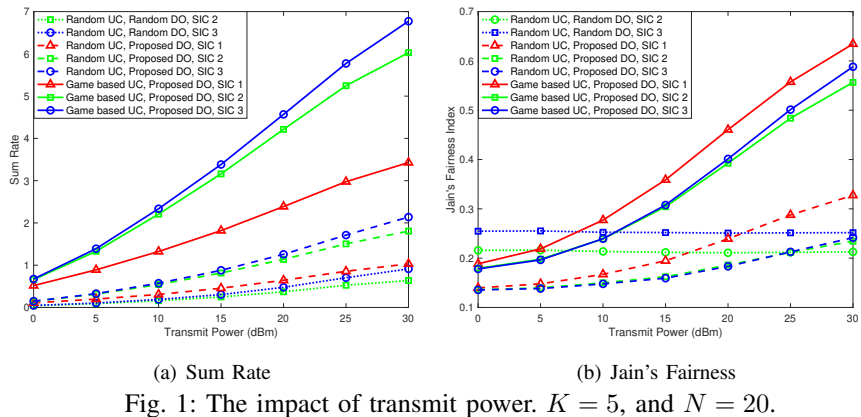 Random UC, Random DO, SIC 2
Random UC, Random DO, SIC 3
Random UC, Proposed DO, SIC 1
Random UC, Proposed DO, SIC 2
Random UC, Proposed DO, SIC 3
Game based UC, Proposed DO, SIC 1
Game based UC, Proposed DO, SIC 2
Game based UC, Proposed DO, SIC 3
7
6
5
4
3
2
1
0
Sum Rate
0 5 10 15 20 25 30
Transmit Power (dBm)
(a) Sum Rate
Random UC, Random DO, SIC 2
Random UC, Random DO, SIC 3
Random UC, Proposed DO, SIC 1
Random UC, Proposed DO, SIC 2
Random UC, Proposed DO, SIC 3
Game based UC, Proposed DO, SIC 1
Game based UC, Proposed DO, SIC 2
Game based UC, Proposed DO, SIC 3
0.7
0.6
0.5
0.4
0.3
0.2
0.1
Jain's Fairness Index
0 5 10 15 20 25 30
Transmit Power (dBm)
(b) Jain's Fairness
Fig. 1: The impact of transmit power. K = 5, and N = 20.